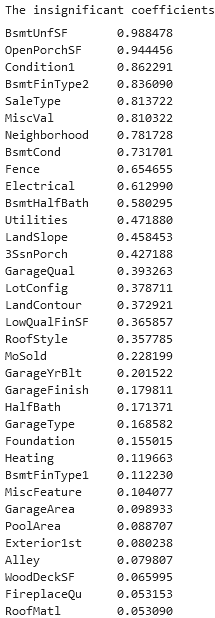 The insignificant coefficients
BsmtUnfSF 0.988478
OpenPorchSF 0.944456
Condition1 0.862291
BsmtFinType2 0.836090
SaleType 0.813722
MiscVal 0.810322
Neighborhood 0.781728
BsmtCond 0.731701
Fence 0.654655
Electrical 0.612990
BsmtHalfBath 0.580295
Utilities 0.471880
LandSlope 0.458453
3SsnPorch 0.427188
GarageQual 0.393263
LotConfig 0.378711
LandContour 0.372921
LowQualFinSF 0.365857
RoofStyle 0.357785
MoSold 0.228199
GarageYrBlt 0.201522
GarageFinish 0.179811
HalfBath 0.171371
GarageType 0.168582
Foundation 0.155015
Heating 0.119663
BsmtFinType1 0.112230
MiscFeature 0.104077
GarageArea 0.098933
PoolArea 0.088707
Exterior1st 0.080238
Alley 0.079807
WoodDeckSF 0.065995
FireplaceQu 0.053153
RoofMatl 0.053090